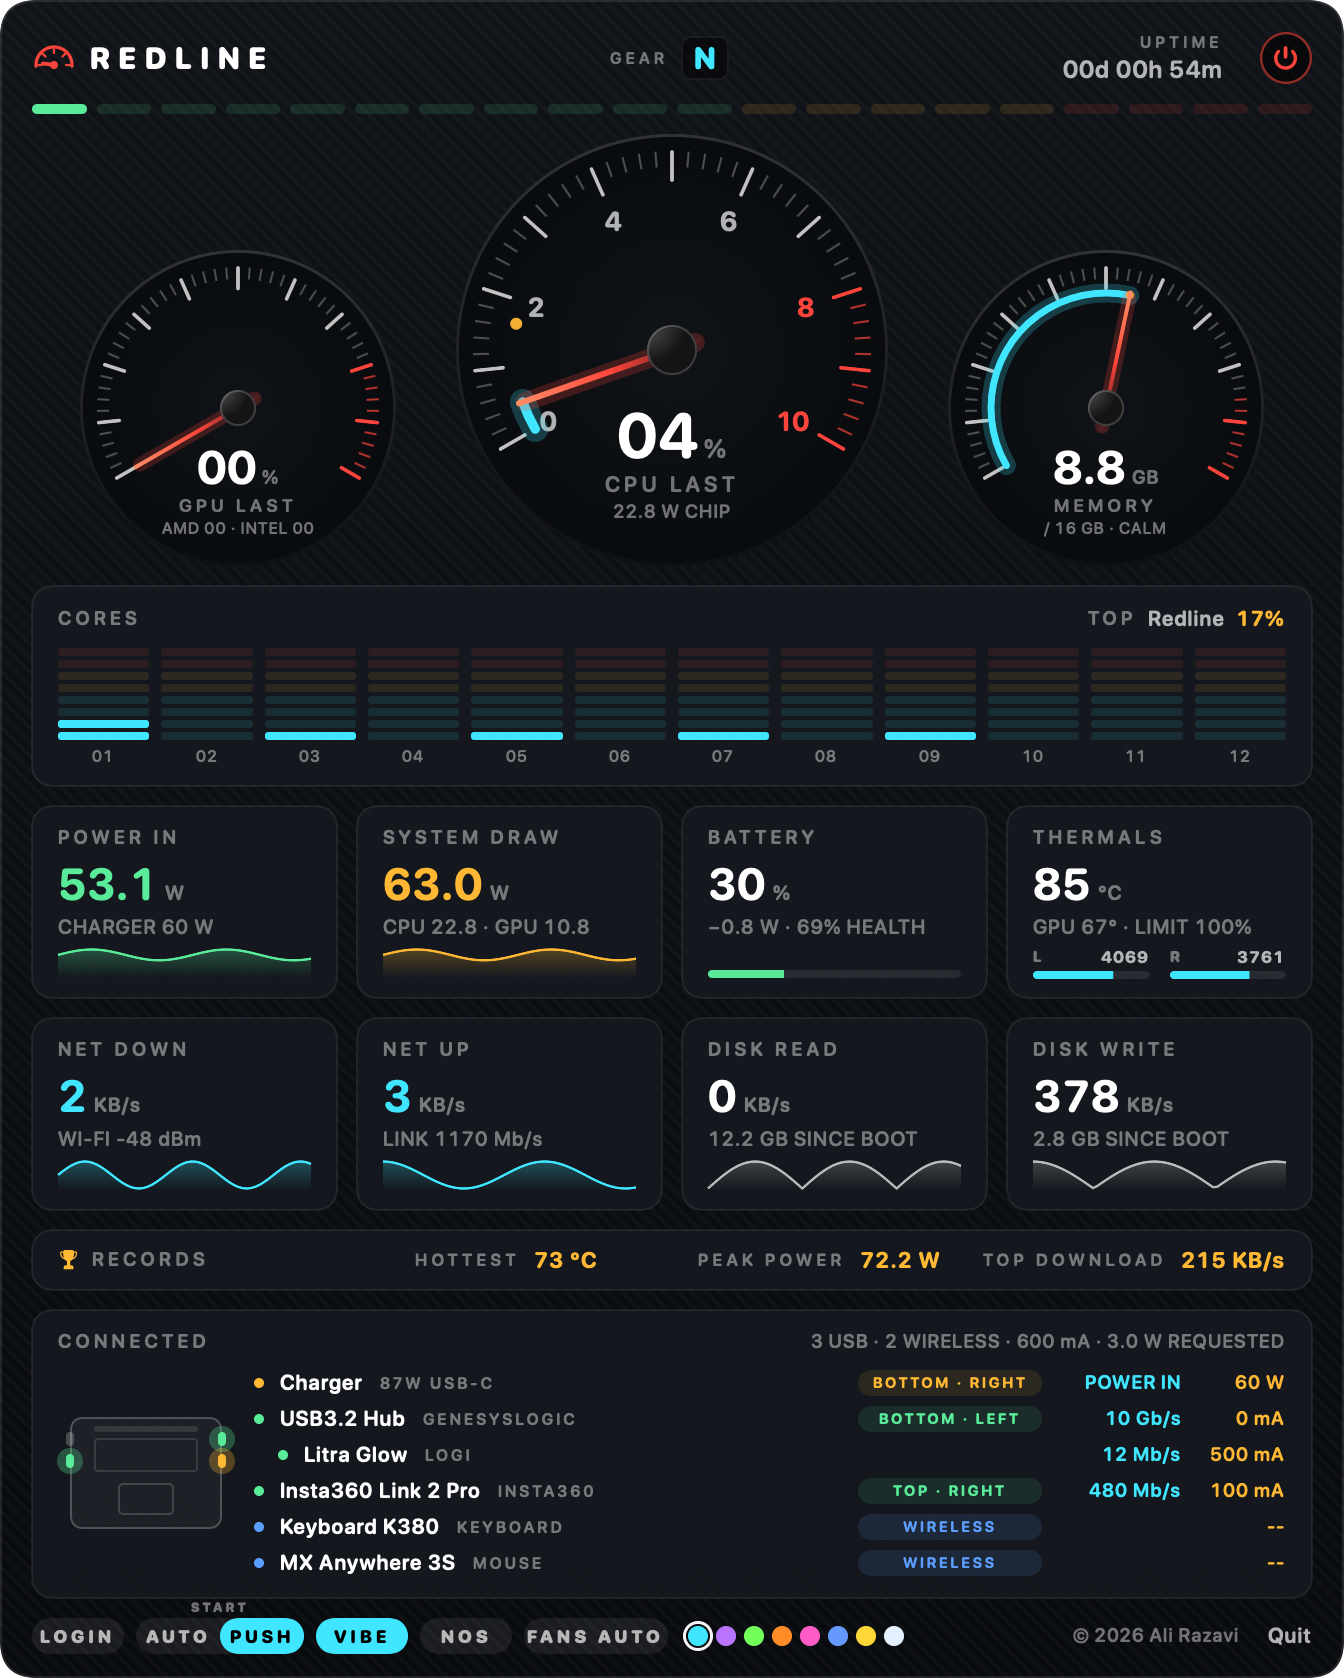 REDLINE
GEAR N
UPTIME
00d 00h 54m
2
4
6
8
0
10
00 %
GPU LAST
AMD 00 · INTEL 00
04 %
CPU LAST
22.8 W CHIP
8.8 GB
MEMORY
/ 16 GB · CALM
CORES
TOP Redline 17%
01 02 03 04 05 06 07 08 09 10 11 12
POWER IN
53.1 W
CHARGER 60 W
SYSTEM DRAW
63.0 W
CPU 22.8 · GPU 10.8
BATTERY
30 %
−0.8 W · 69% HEALTH
THERMALS
85 °C
GPU 67° · LIMIT 100%
L 4069 R 3761
NET DOWN
2 KB/s
WI-FI -48 dBm
NET UP
3 KB/s
LINK 1170 Mb/s
DISK READ
0 KB/s
12.2 GB SINCE BOOT
DISK WRITE
378 KB/s
2.8 GB SINCE BOOT
RECORDS HOTTEST 73 °C PEAK POWER 72.2 W TOP DOWNLOAD 215 KB/s
CONNECTED
3 USB · 2 WIRELESS · 600 mA · 3.0 W REQUESTED
Charger 87W USB-C BOTTOM · RIGHT POWER IN 60 W
USB3.2 Hub GENESYSLOGIC BOTTOM · LEFT 10 Gb/s 0 mA
Litra Glow LOGI 12 Mb/s 500 mA
Insta360 Link 2 Pro INSTA360 TOP · RIGHT 480 Mb/s 100 mA
Keyboard K380 KEYBOARD WIRELESS --
MX Anywhere 3S MOUSE WIRELESS --
START
LOGIN AUTO PUSH VIBE NOS FANS AUTO © 2026 Ali Razavi Quit